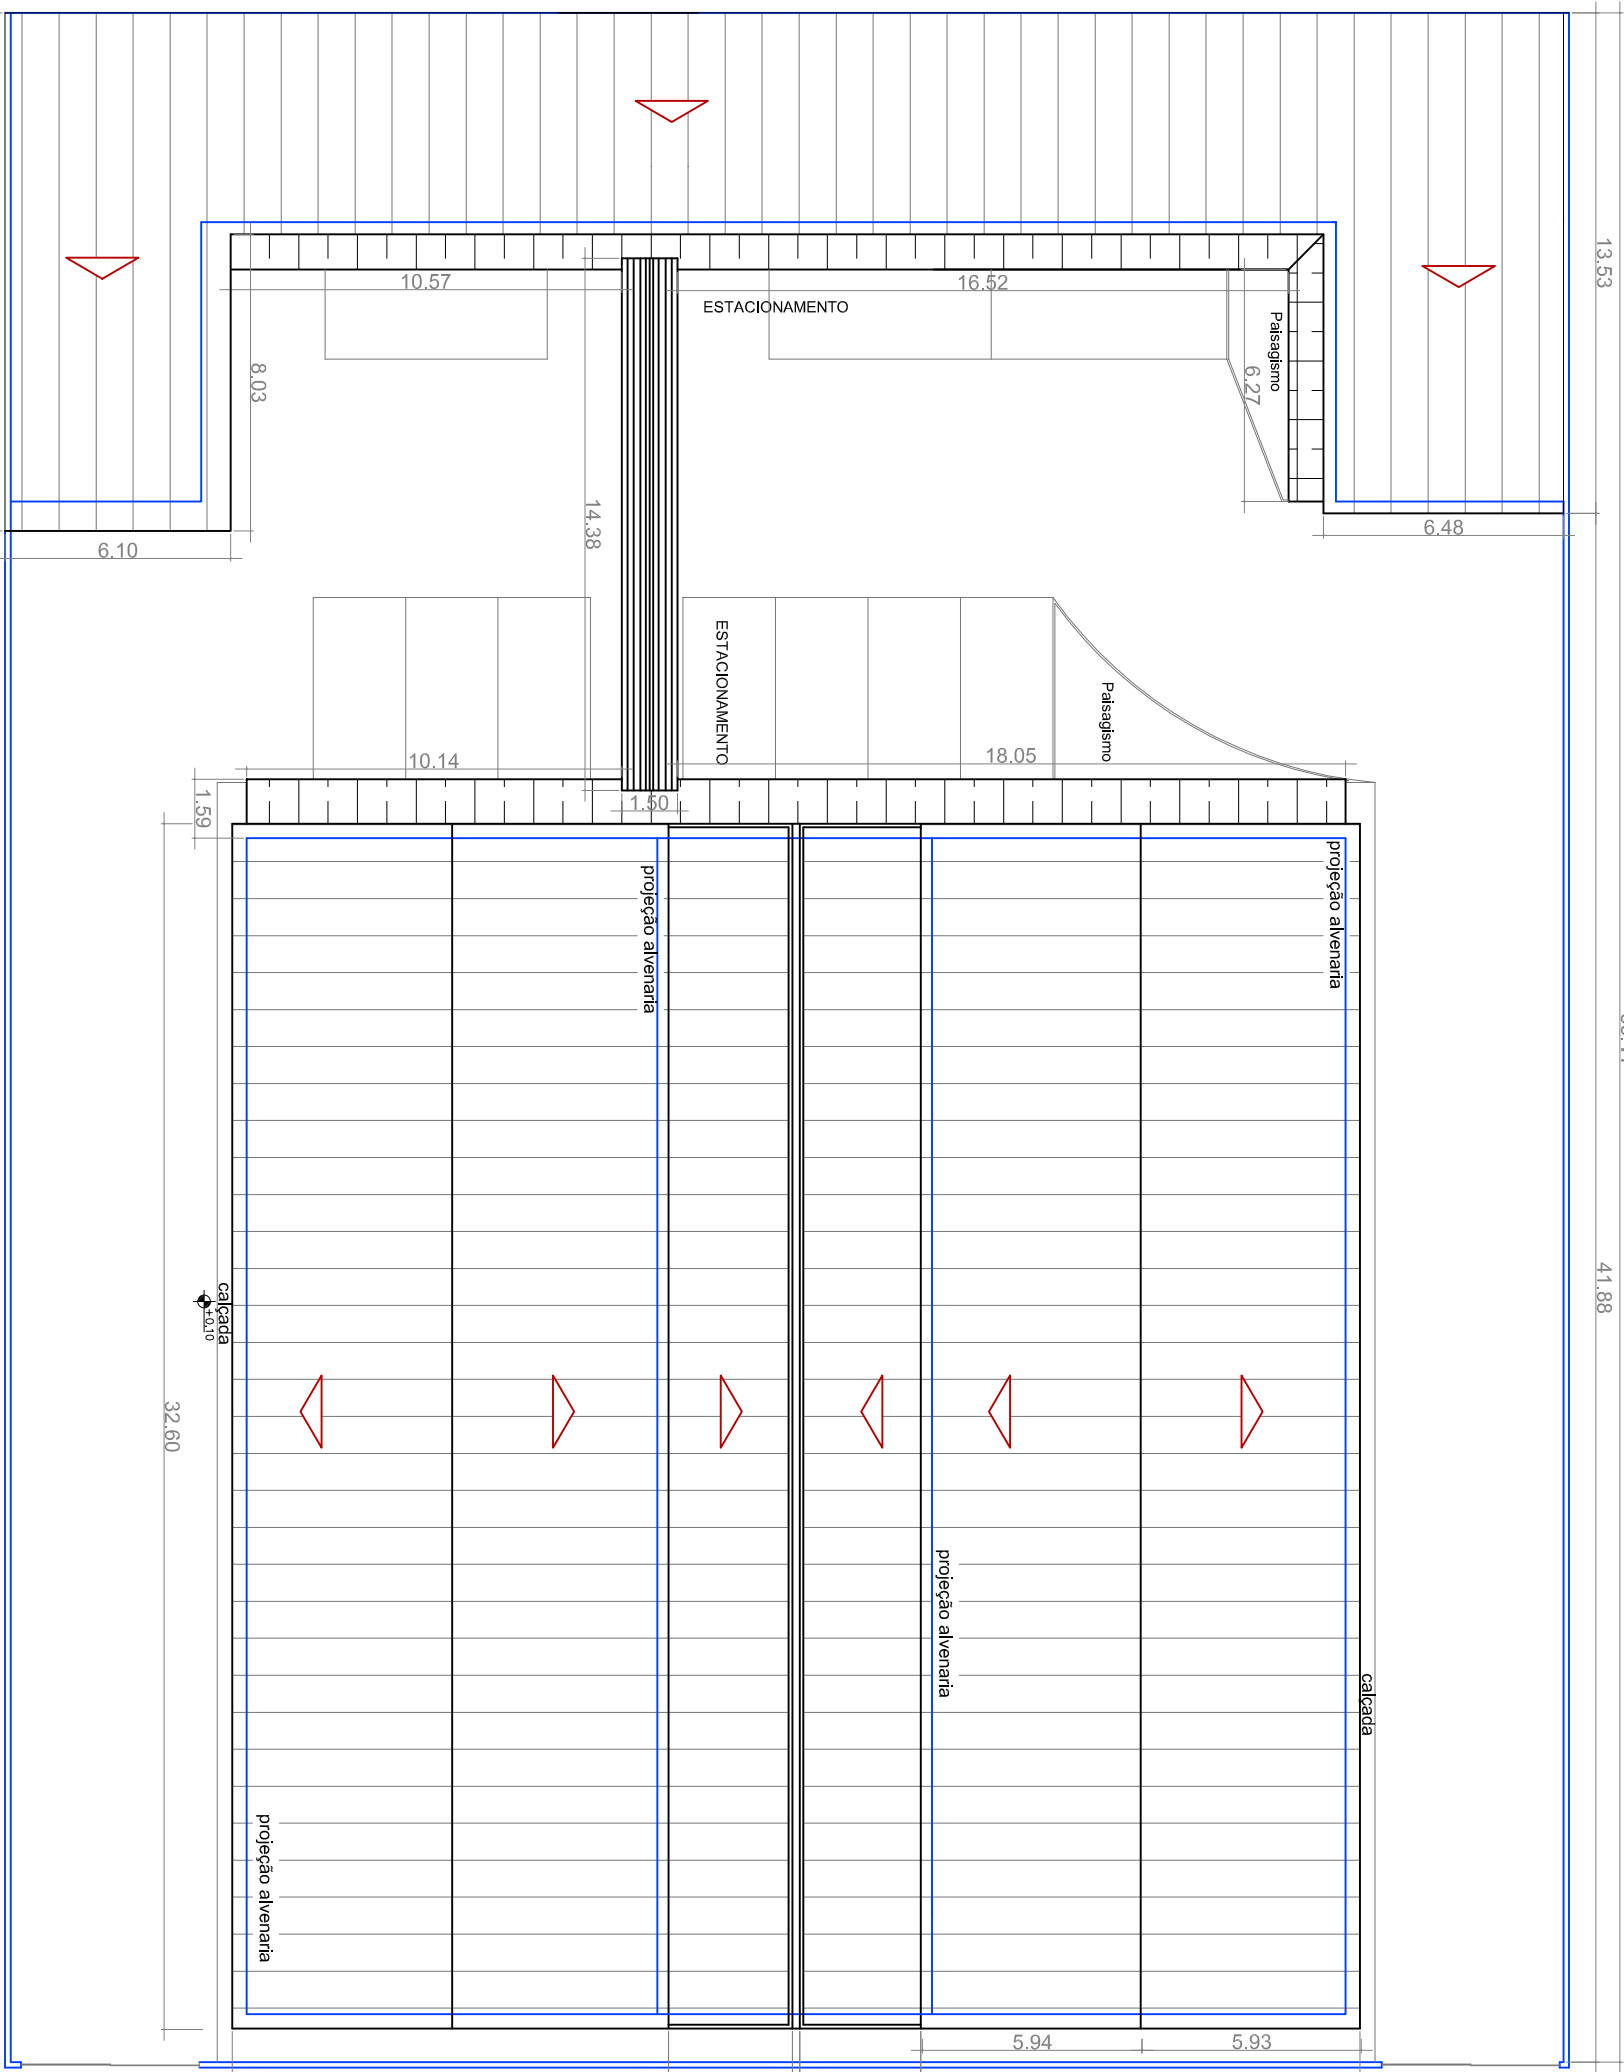 13.53
10.57
16.52
ESTACIONAMENTO
Paisagismo
8.03
6.27
14.38
6.10
6.48
ESTACIONAMENTO
Paisagismo
10.14
18.05
1.59
1.50
projeção alvenaria
projeção alvenaria
41.88
calçada
+0,10
32.60
projeção alvenaria
calçada
projeção alvenaria
5.94
5.93